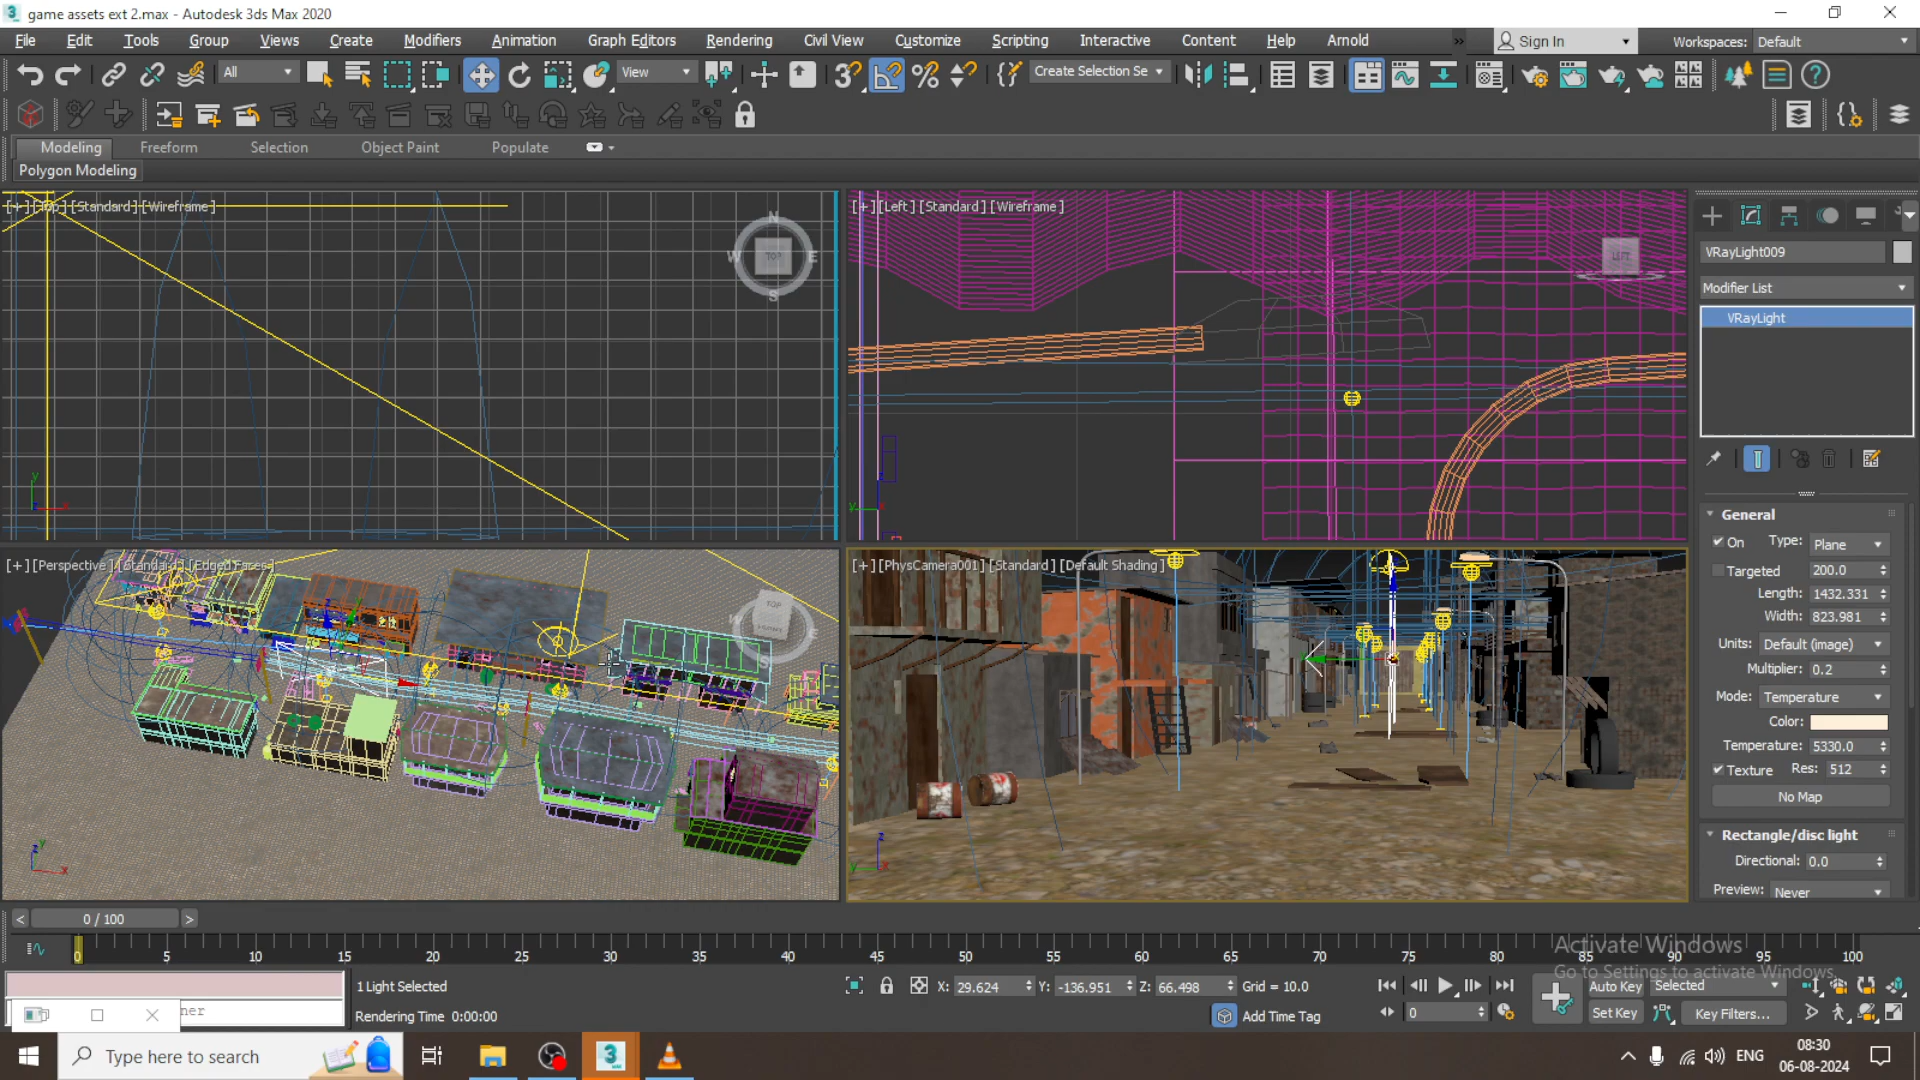 game assets ext 2.max - Autodesk 3ds Max 2020
File Edit Tools Group Views Create Modifiers Animation Graph Editors Rendering Civil View Customize Scripting Interactive Content Help Arnold
Sign In
Workspaces: Default
All
View
Create Selection Se
Modeling Freeform Selection Object Paint Populate
Polygon Modeling
[+] [Top] [Standard] [Wireframe]
N
W TOP E
S
[+] [Left] [Standard] [Wireframe]
LEFT
[+] [Perspective] [Standard] [Edged Faces]
TOP
[+] [PhysCamera001] [Standard] [Default Shading]
VRayLight009
Modifier List
VRayLight
General
On Type: Plane
Targeted 200.0
Length: 1432.331
Width: 823.981
Units: Default (image)
Multiplier: 0.2
Mode: Temperature
Color:
Temperature: 5330.0
Texture Res: 512
No Map
Rectangle/disc light
Directional: 0.0
Preview: Never
0 / 100
0 5 10 15 20 25 30 35 40 45 50 55 60 65 70 75 80 85 90 95 100
Activate Windows
Go to Settings to activate Windows.
1 Light Selected
Rendering Time 0:00:00
ner
X: 29.624 Y: -136.951 Z: 66.498 Grid = 10.0
Add Time Tag
0
Auto Key Selected
Set Key Key Filters...
Type here to search
ENG
08:30
06-08-2024